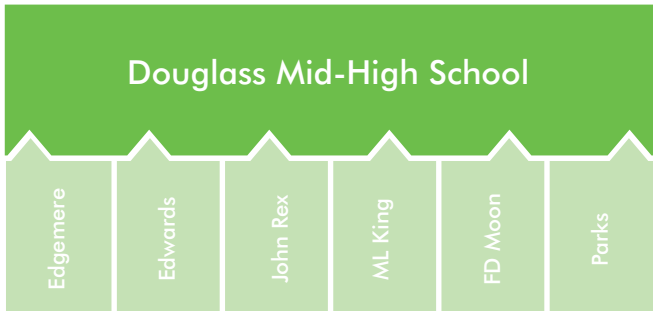 Douglass Mid-High School
Edgemere
Edwards
John Rex
ML King
FD Moon
Parks